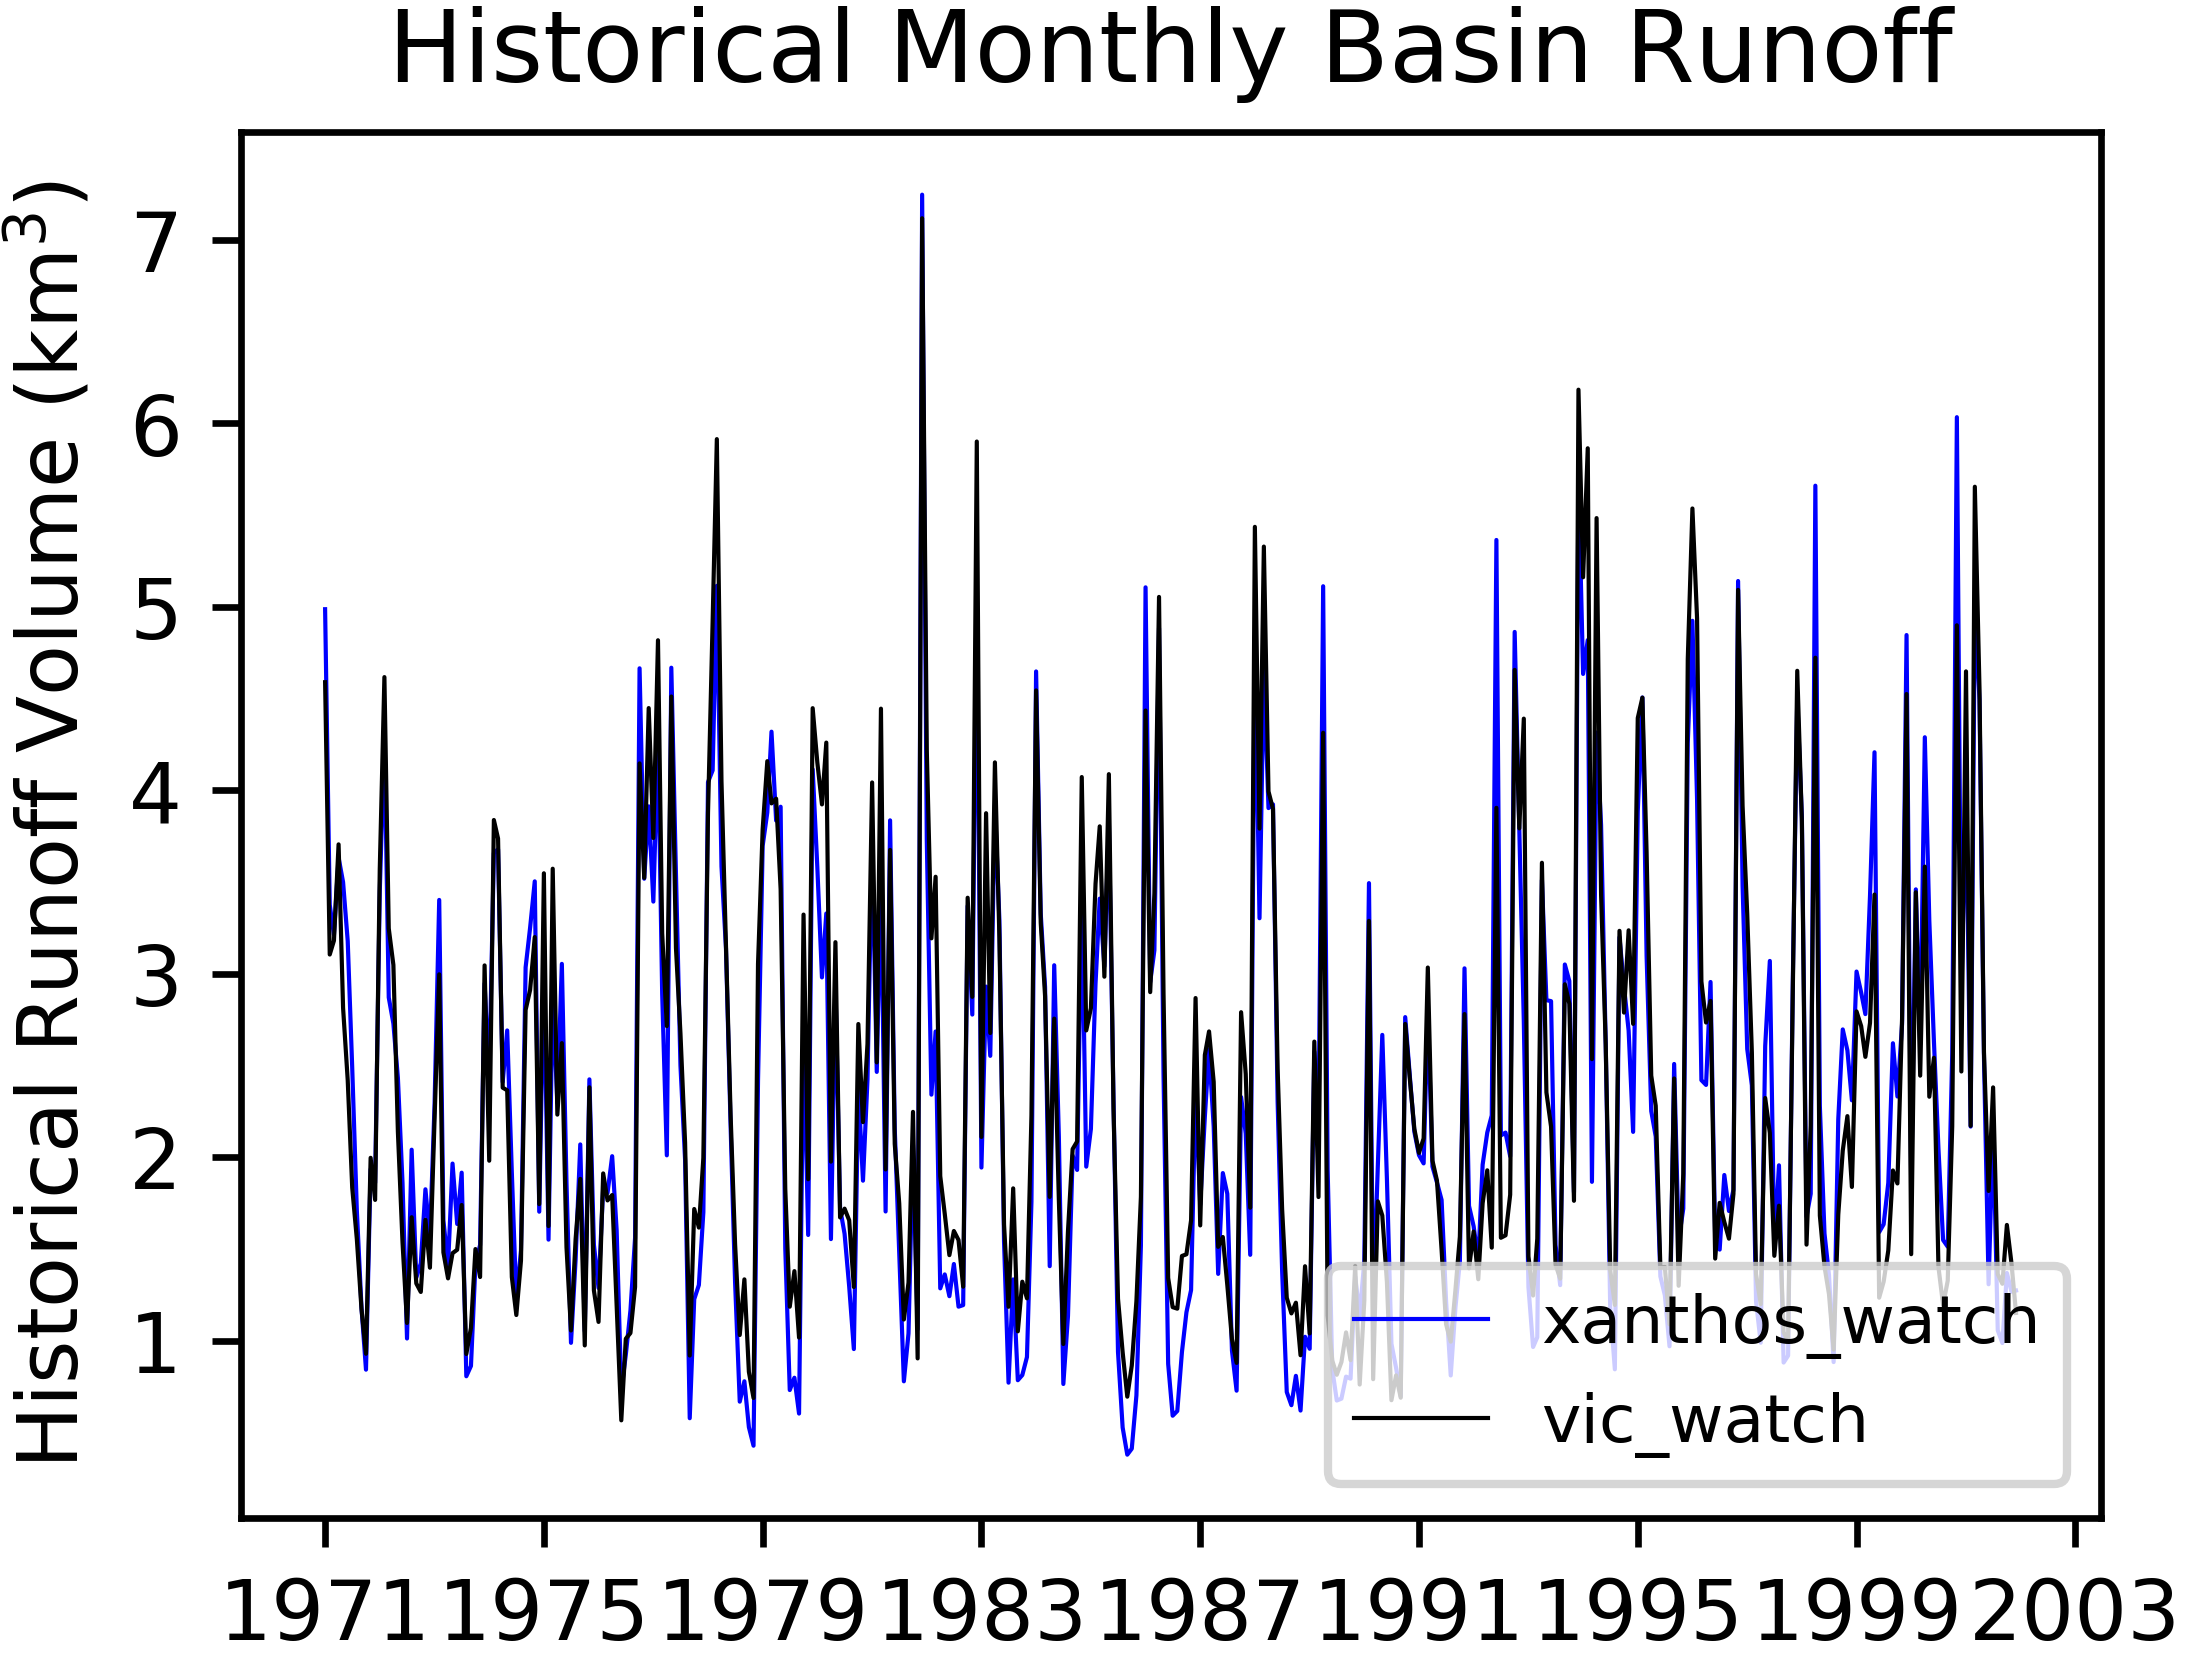 Historical Monthly Basin Runoff
Historical Runoff Volume (km³)
7
6
5
4
3
2
1
xanthos_watch
vic_watch
1971 1975 1979 1983 1987 1991 1995 1999 2003